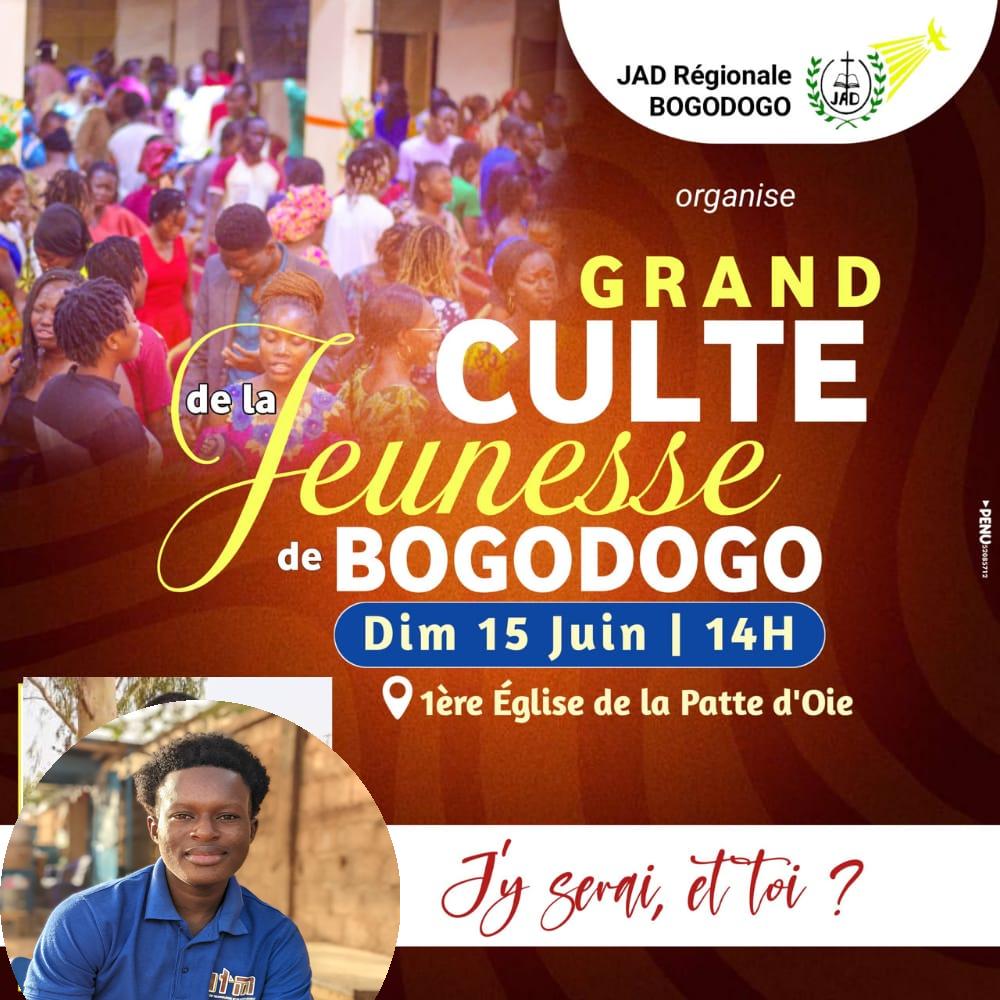 JAD Régionale
BOGODOGO
JAD
organise
GRAND
CULTE
de la
Jeunesse
de BOGODOGO
Dim 15 Juin | 14H
1ère Église de la Patte d'Oie
PENU
J'y serai, et toi ?